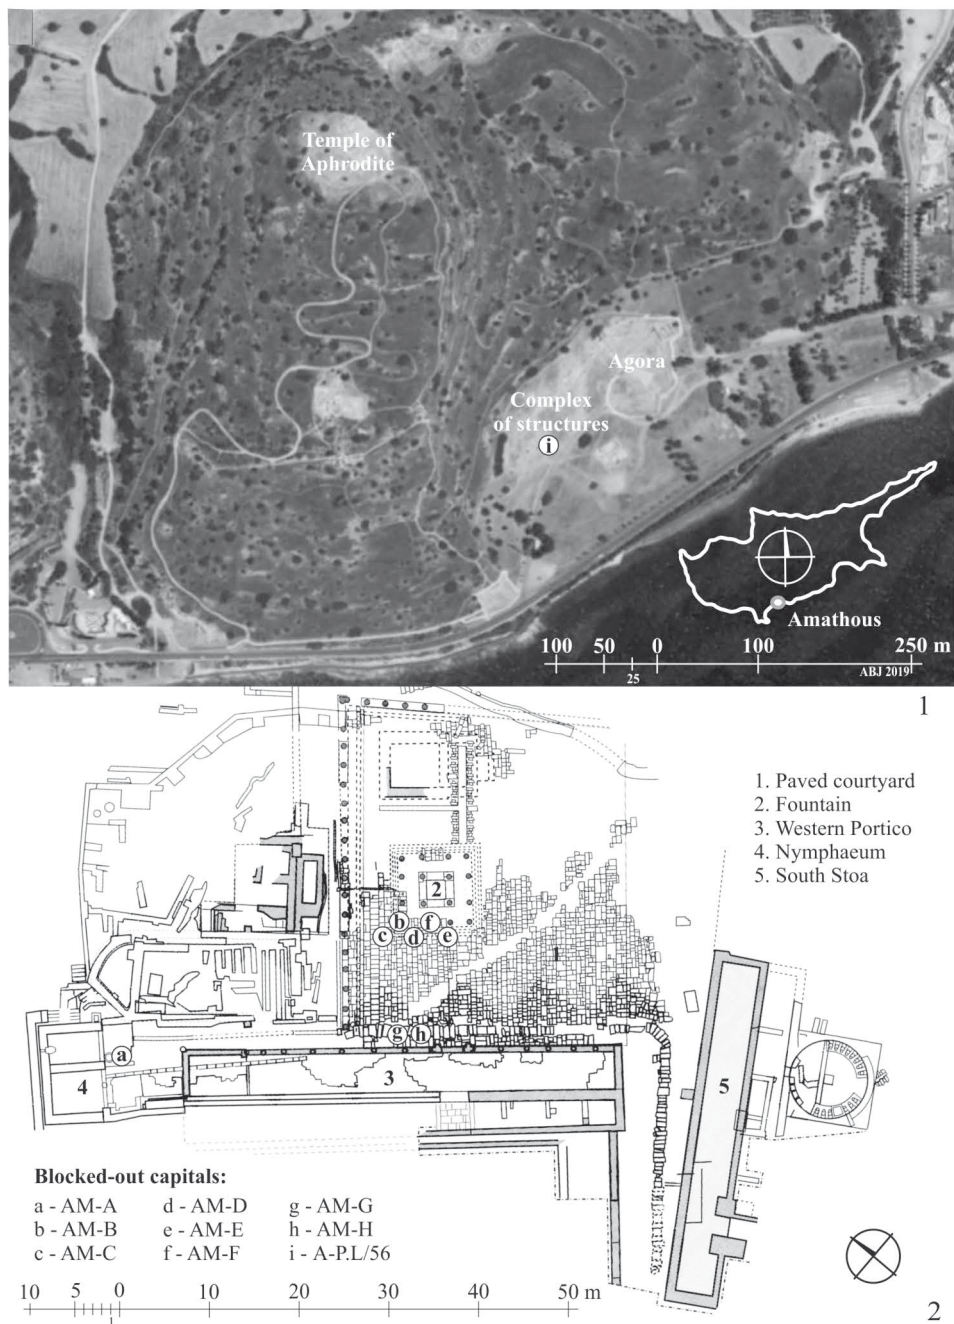 Temple of
Aphrodite
Agora
Complex
of structures
i
Amathous
100 50 0 100 250 m
25
ABJ 2019
1
1. Paved courtyard
2. Fountain
3. Western Portico
4. Nymphaeum
5. South Stoa
2
b f
c d e
1
g h
a
3
4
5
Blocked-out capitals:
a - AM-A d - AM-D g - AM-G
b - AM-B e - AM-E h - AM-H
c - AM-C f - AM-F i - A-P.L/56
10 5 0 10 20 30 40 50 m
1
2